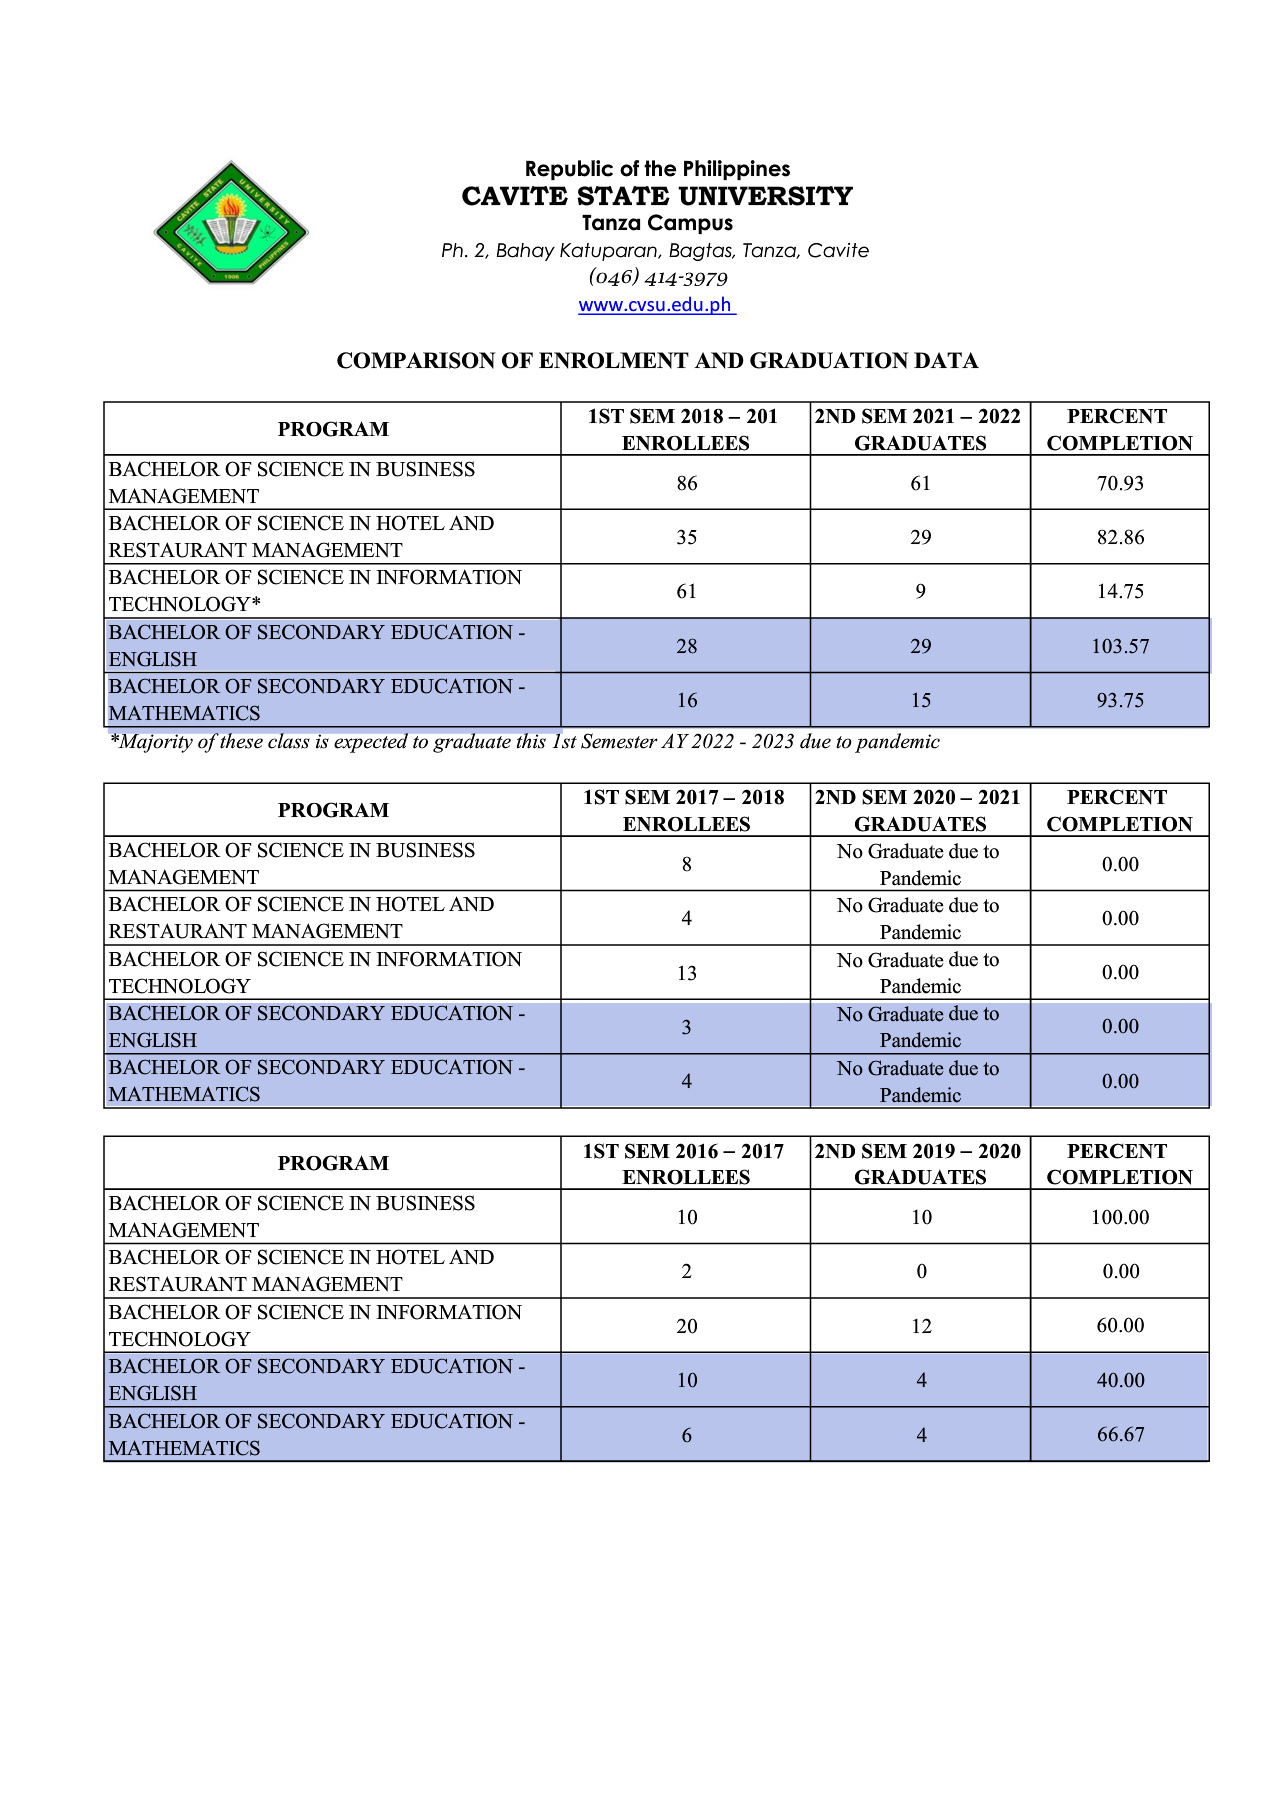 CAVITE STATE UNIVERSITY
CAVITE
PHILIPPINES
1906
Republic of the Philippines
CAVITE STATE UNIVERSITY
Tanza Campus
Ph. 2, Bahay Katuparan, Bagtas, Tanza, Cavite
(046) 414-3979
www.cvsu.edu.ph
COMPARISON OF ENROLMENT AND GRADUATION DATA
PROGRAM
1ST SEM 2018 – 201
ENROLLEES
2ND SEM 2021 – 2022
GRADUATES
PERCENT
COMPLETION
BACHELOR OF SCIENCE IN BUSINESS
MANAGEMENT
86
61
70.93
BACHELOR OF SCIENCE IN HOTEL AND
RESTAURANT MANAGEMENT
35
29
82.86
BACHELOR OF SCIENCE IN INFORMATION
TECHNOLOGY*
61
9
14.75
BACHELOR OF SECONDARY EDUCATION -
ENGLISH
28
29
103.57
BACHELOR OF SECONDARY EDUCATION -
MATHEMATICS
16
15
93.75
*Majority of these class is expected to graduate this 1st Semester AY 2022 - 2023 due to pandemic
PROGRAM
1ST SEM 2017 – 2018
ENROLLEES
2ND SEM 2020 – 2021
GRADUATES
PERCENT
COMPLETION
BACHELOR OF SCIENCE IN BUSINESS
MANAGEMENT
8
No Graduate due to
Pandemic
0.00
BACHELOR OF SCIENCE IN HOTEL AND
RESTAURANT MANAGEMENT
4
No Graduate due to
Pandemic
0.00
BACHELOR OF SCIENCE IN INFORMATION
TECHNOLOGY
13
No Graduate due to
Pandemic
0.00
BACHELOR OF SECONDARY EDUCATION -
ENGLISH
3
No Graduate due to
Pandemic
0.00
BACHELOR OF SECONDARY EDUCATION -
MATHEMATICS
4
No Graduate due to
Pandemic
0.00
PROGRAM
1ST SEM 2016 – 2017
ENROLLEES
2ND SEM 2019 – 2020
GRADUATES
PERCENT
COMPLETION
BACHELOR OF SCIENCE IN BUSINESS
MANAGEMENT
10
10
100.00
BACHELOR OF SCIENCE IN HOTEL AND
RESTAURANT MANAGEMENT
2
0
0.00
BACHELOR OF SCIENCE IN INFORMATION
TECHNOLOGY
20
12
60.00
BACHELOR OF SECONDARY EDUCATION -
ENGLISH
10
4
40.00
BACHELOR OF SECONDARY EDUCATION -
MATHEMATICS
6
4
66.67